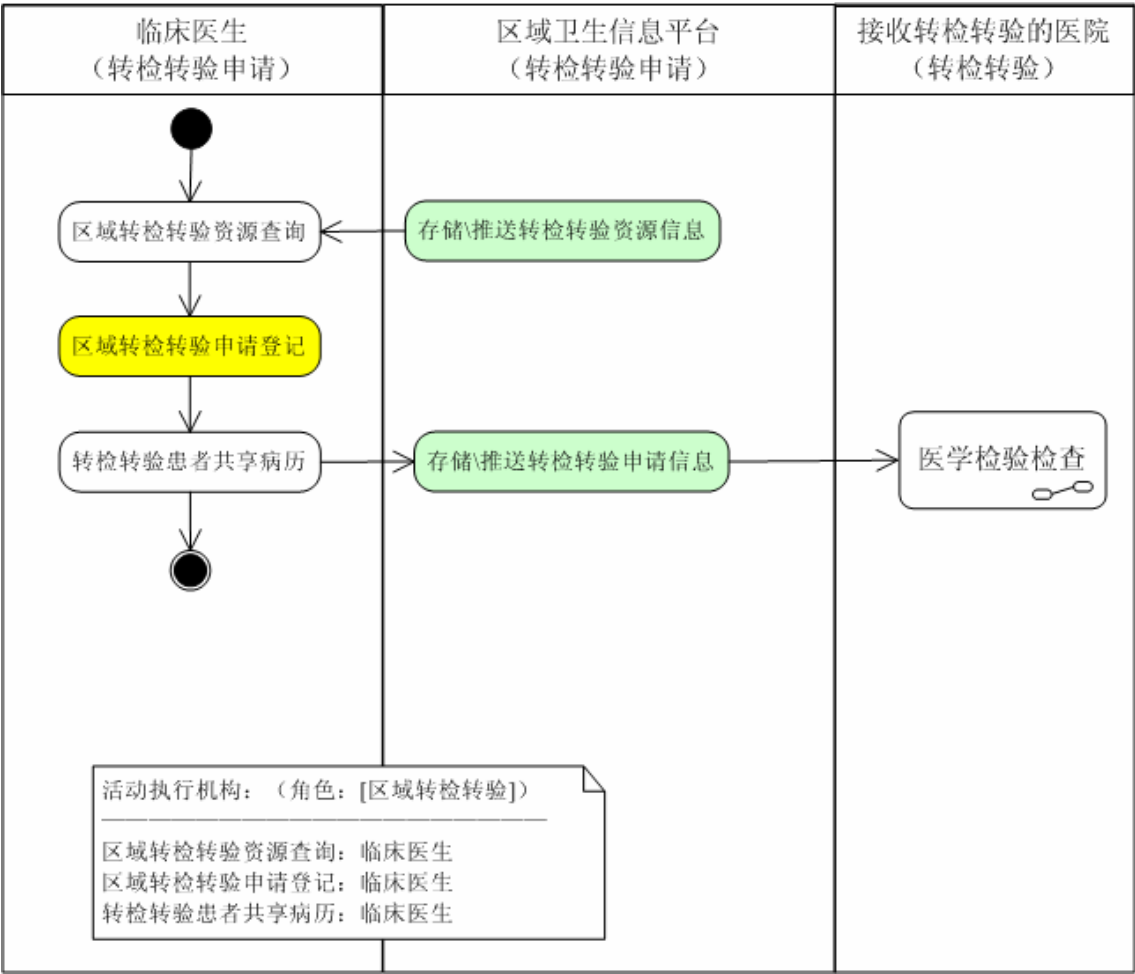 临床医生
（转检转验申请）
区域卫生信息平台
（转检转验申请）
接收转检转验的医院
（转检转验）
区域转检转验资源查询
存储\推送转检转验资源信息
区域转检转验申请登记
转检转验患者共享病历
存储\推送转检转验申请信息
医学检验检查
活动执行机构：（角色：[区域转检转验]）
区域转检转验资源查询：临床医生
区域转检转验申请登记：临床医生
转检转验患者共享病历：临床医生